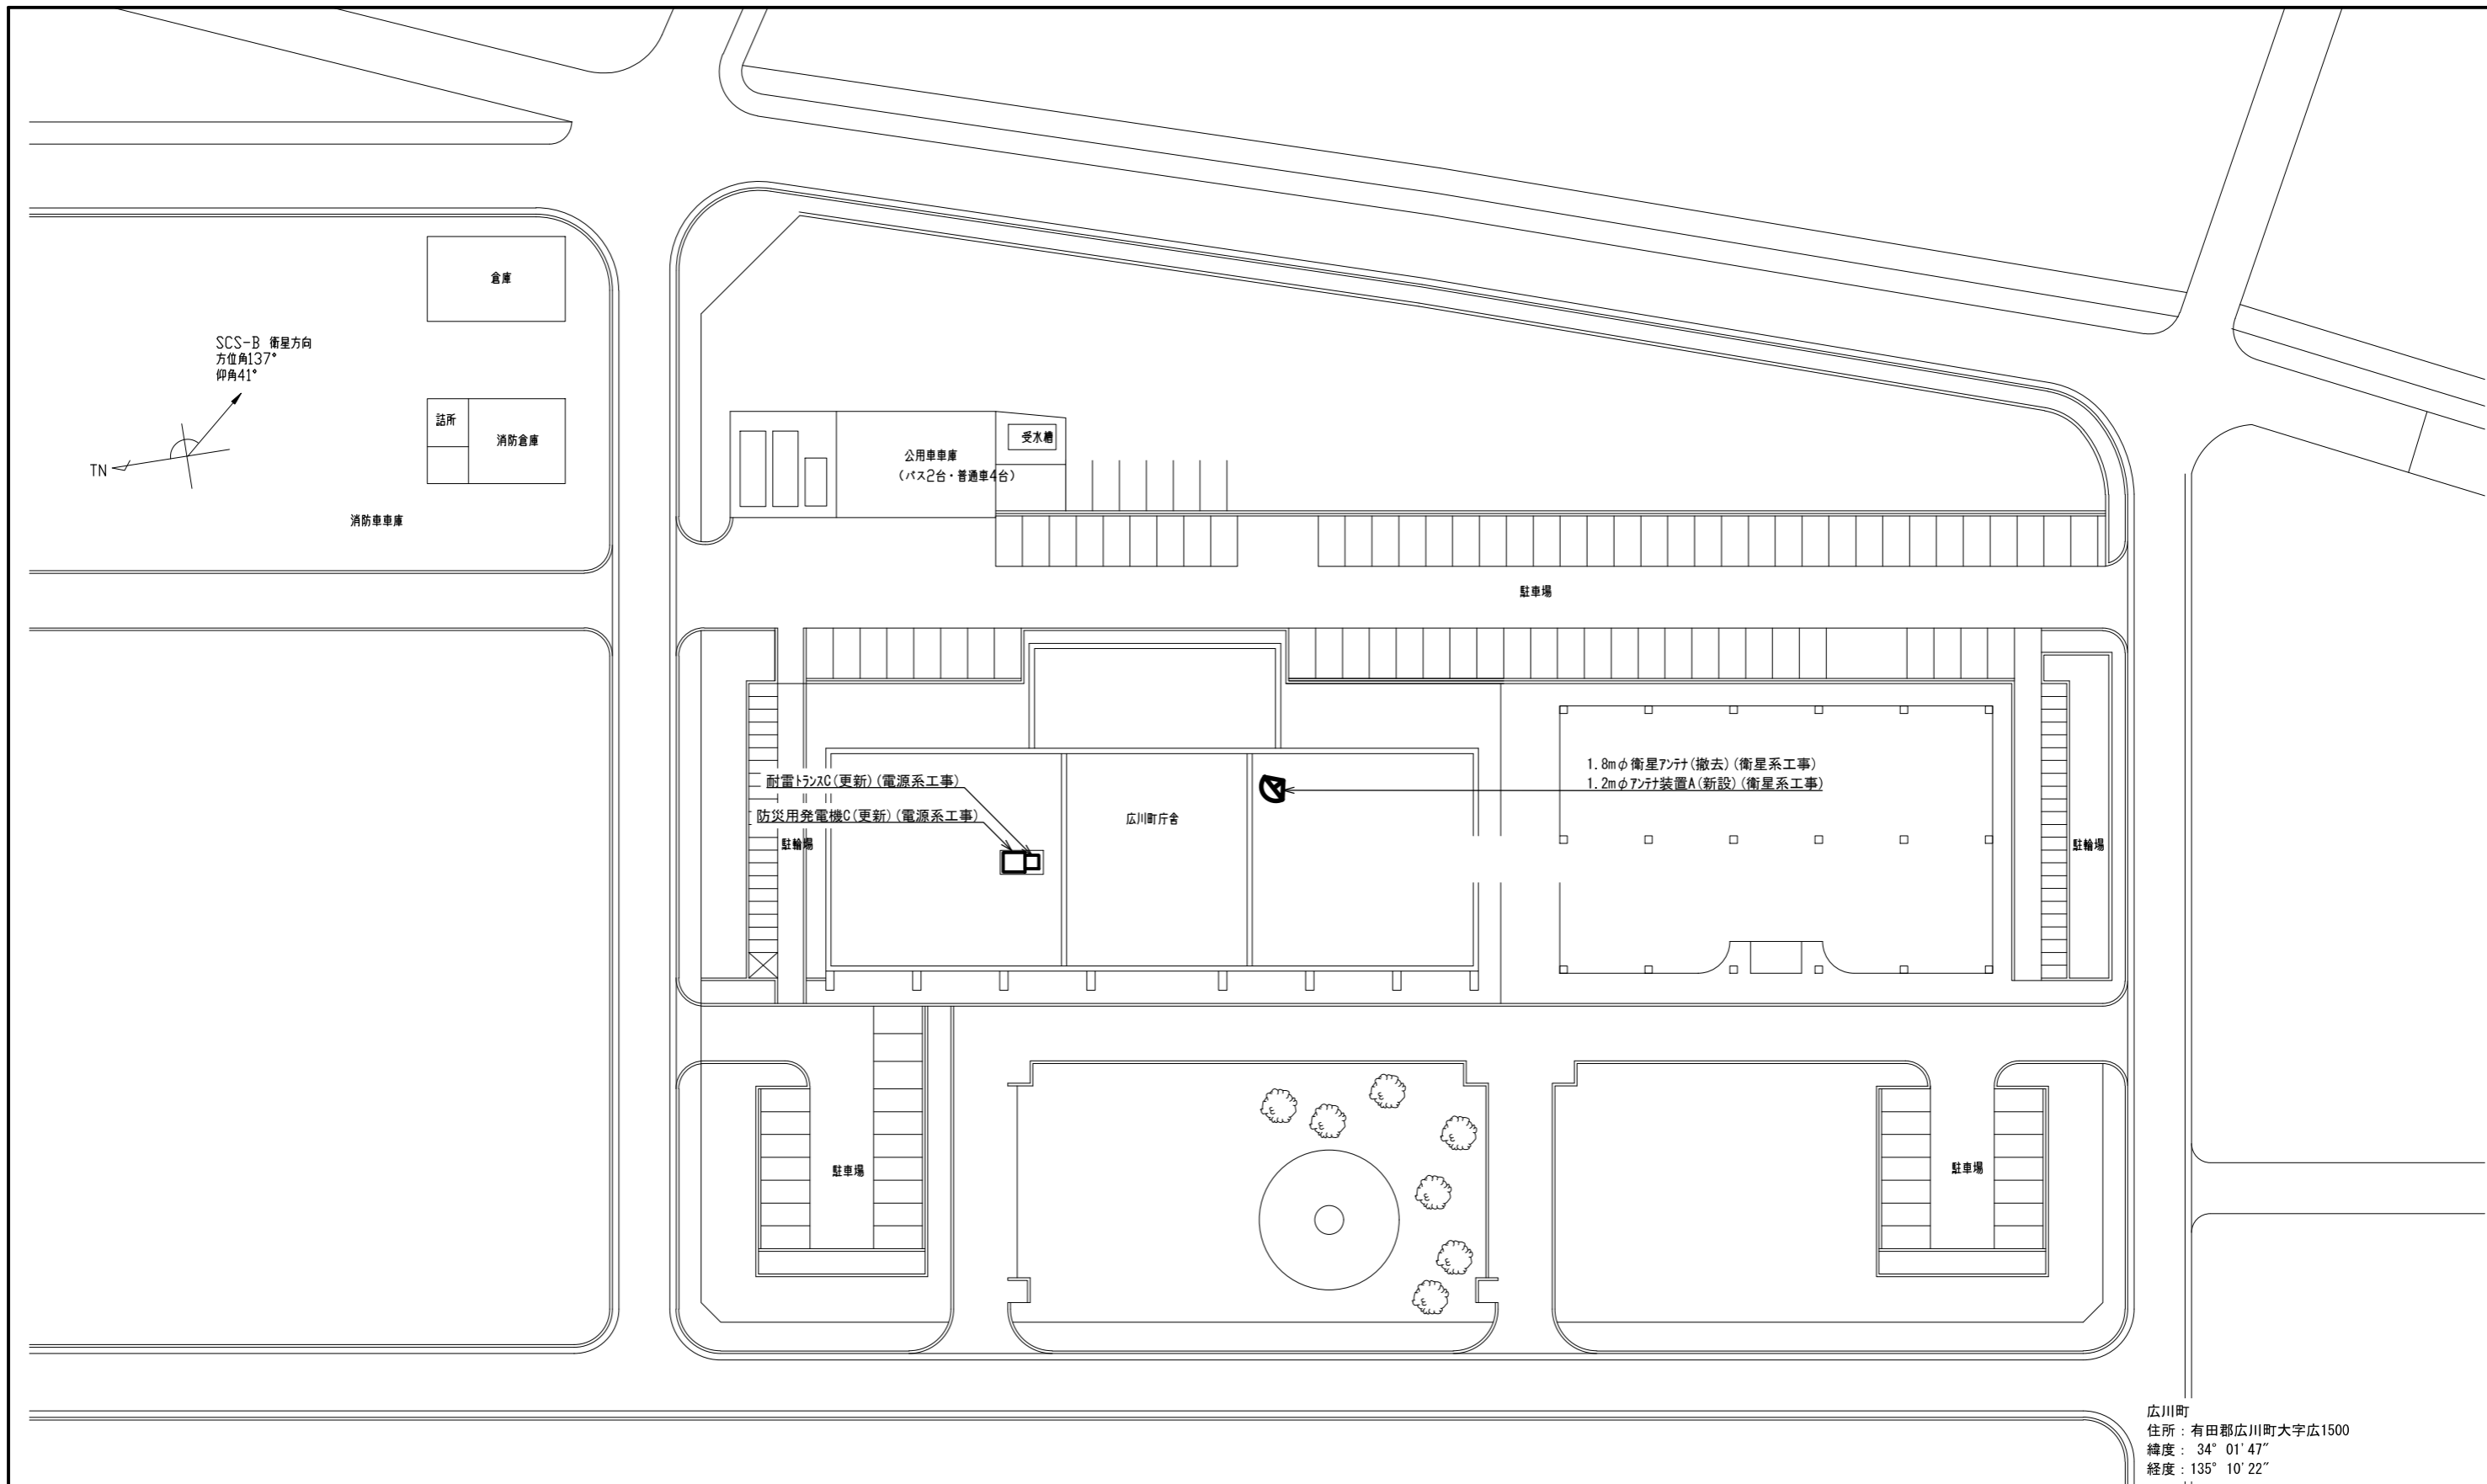 倉庫
SCS-B 衛星方向
方位角137°
仰角41°
TN
詰所
消防倉庫
消防車車庫
受水槽
公用車車庫
(バス2台・普通車4台)
駐車場
1.8mφ衛星ｱﾝﾃﾅ(撤去)(衛星系工事)
1.2mφｱﾝﾃﾅ装置A(新設)(衛星系工事)
耐雷ﾄﾗﾝｽC(更新)(電源系工事)
防災用発電機C(更新)(電源系工事)
広川町庁舎
駐輪場
駐輪場
駐車場
駐車場
広川町
住所：有田郡広川町大字広1500
緯度： 34° 01' 47″
経度：135° 10' 22″